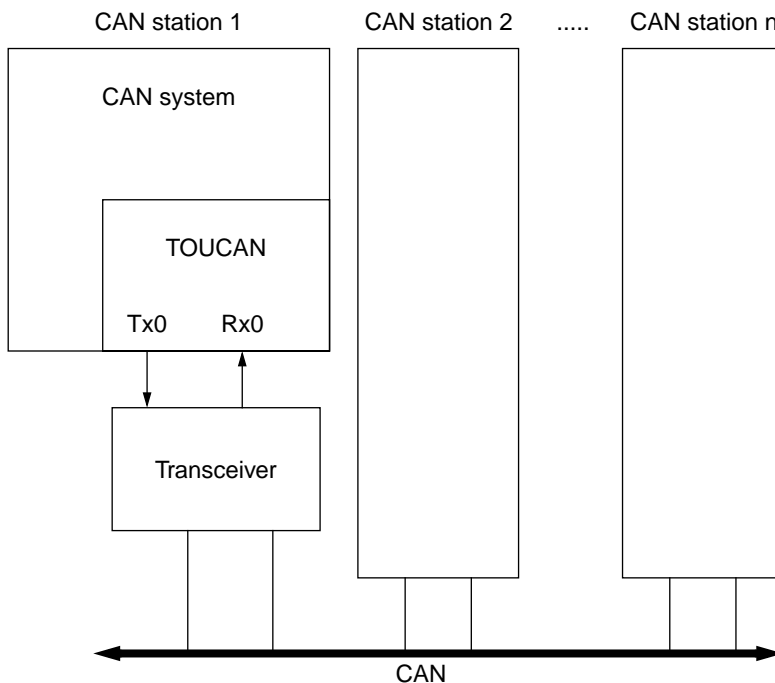 CAN station 1
CAN station 2
.....
CAN station n
CAN system
TOUCAN
Tx0
Rx0
Transceiver
CAN